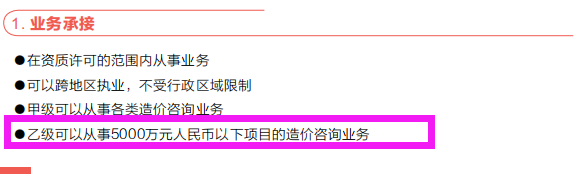 1. 业务承接
●在资质许可的范围内从事业务
●可以跨地区执业，不受行政区域限制
●甲级可以从事各类造价咨询业务
●乙级可以从事5000万元人民币以下项目的造价咨询业务